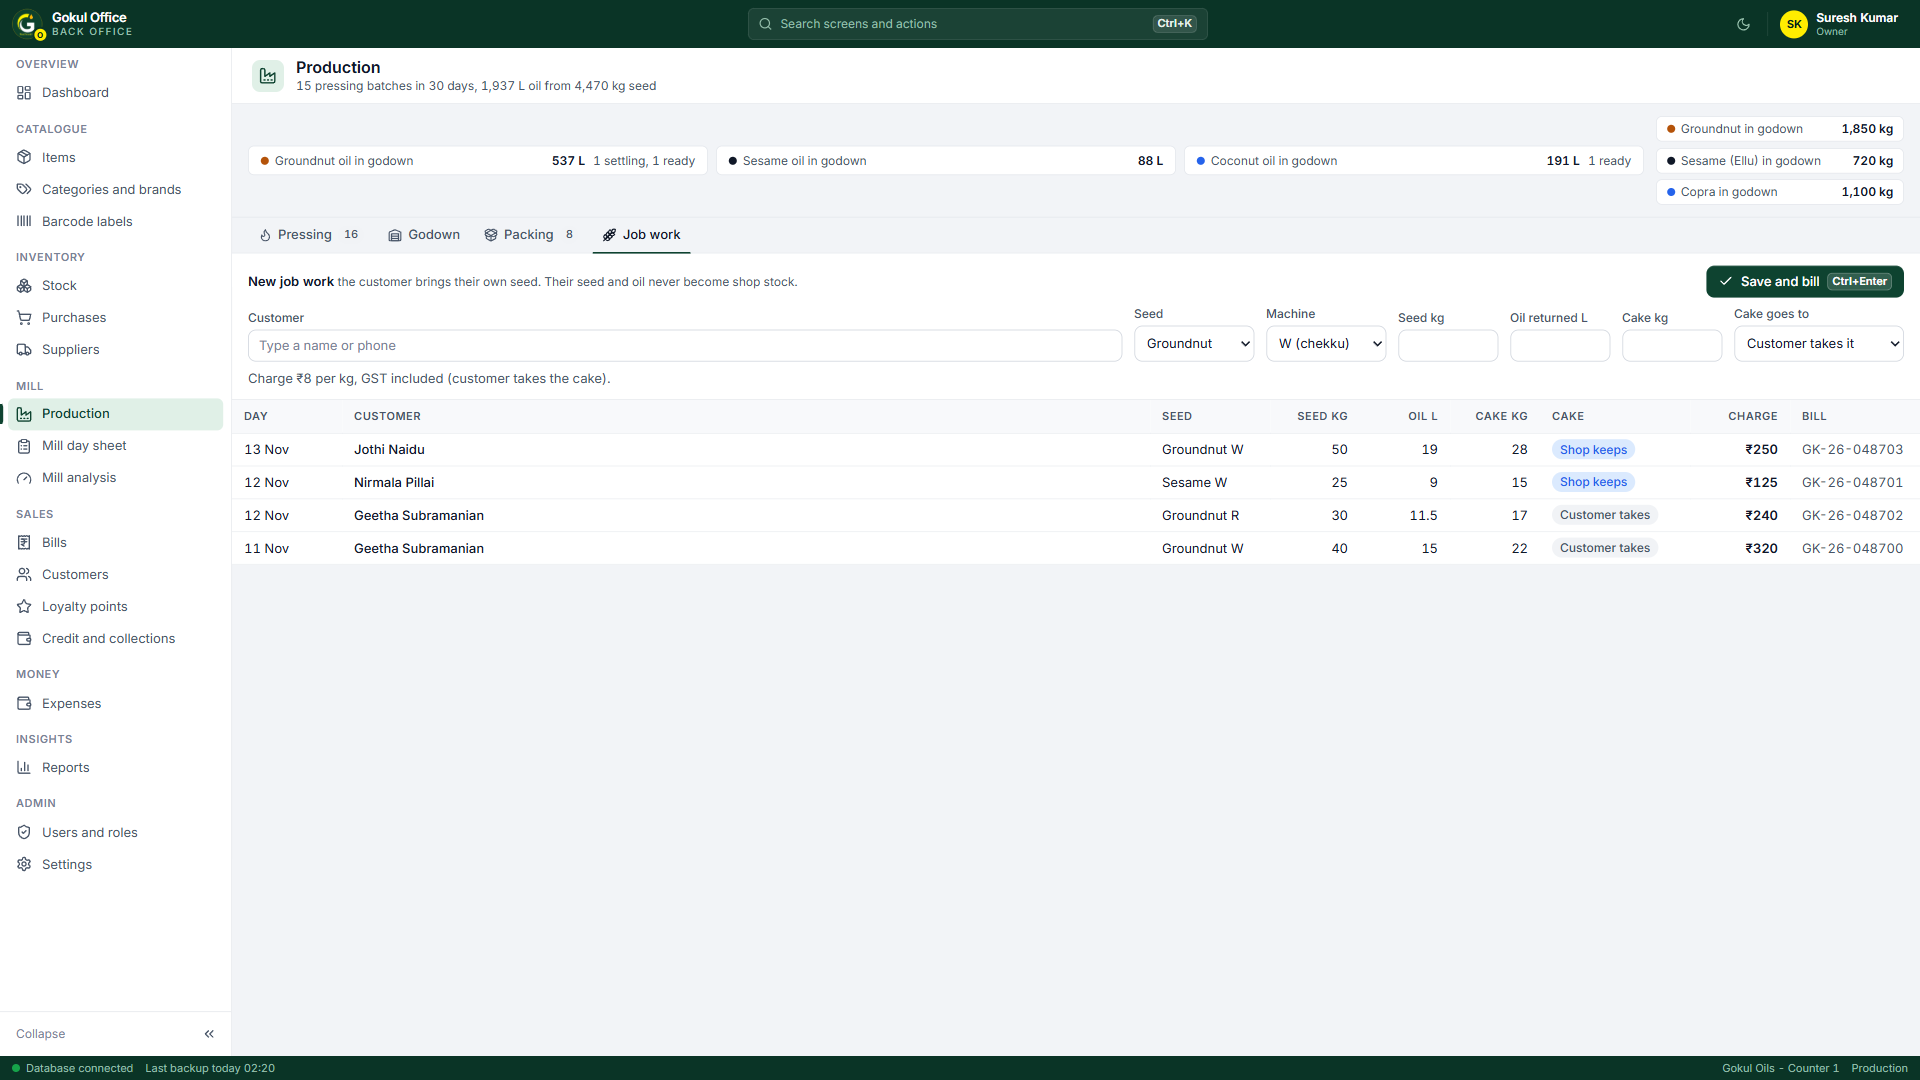 Gokul Office
BACK OFFICE
Search screens and actions
Ctrl+K
SK
Suresh Kumar
Owner
OVERVIEW
Dashboard
CATALOGUE
Items
Categories and brands
Barcode labels
INVENTORY
Stock
Purchases
Suppliers
MILL
Production
Mill day sheet
Mill analysis
SALES
Bills
Customers
Loyalty points
Credit and collections
MONEY
Expenses
INSIGHTS
Reports
ADMIN
Users and roles
Settings
Collapse
Production
15 pressing batches in 30 days, 1,937 L oil from 4,470 kg seed
Groundnut oil in godown 537 L 1 settling, 1 ready
Sesame oil in godown 88 L
Coconut oil in godown 191 L 1 ready
Groundnut in godown 1,850 kg
Sesame (Ellu) in godown 720 kg
Copra in godown 1,100 kg
Pressing 16 Godown Packing 8 Job work
New job work the customer brings their own seed. Their seed and oil never become shop stock.
Save and bill Ctrl+Enter
Customer Seed Machine Seed kg Oil returned L Cake kg Cake goes to
Type a name or phone Groundnut W (chekku) Customer takes it
Charge ₹8 per kg, GST included (customer takes the cake).
DAY CUSTOMER SEED SEED KG OIL L CAKE KG CAKE CHARGE BILL
13 Nov Jothi Naidu Groundnut W 50 19 28 Shop keeps ₹250 GK-26-048703
12 Nov Nirmala Pillai Sesame W 25 9 15 Shop keeps ₹125 GK-26-048701
12 Nov Geetha Subramanian Groundnut R 30 11.5 17 Customer takes ₹240 GK-26-048702
11 Nov Geetha Subramanian Groundnut W 40 15 22 Customer takes ₹320 GK-26-048700
Database connected Last backup today 02:20
Gokul Oils - Counter 1 Production